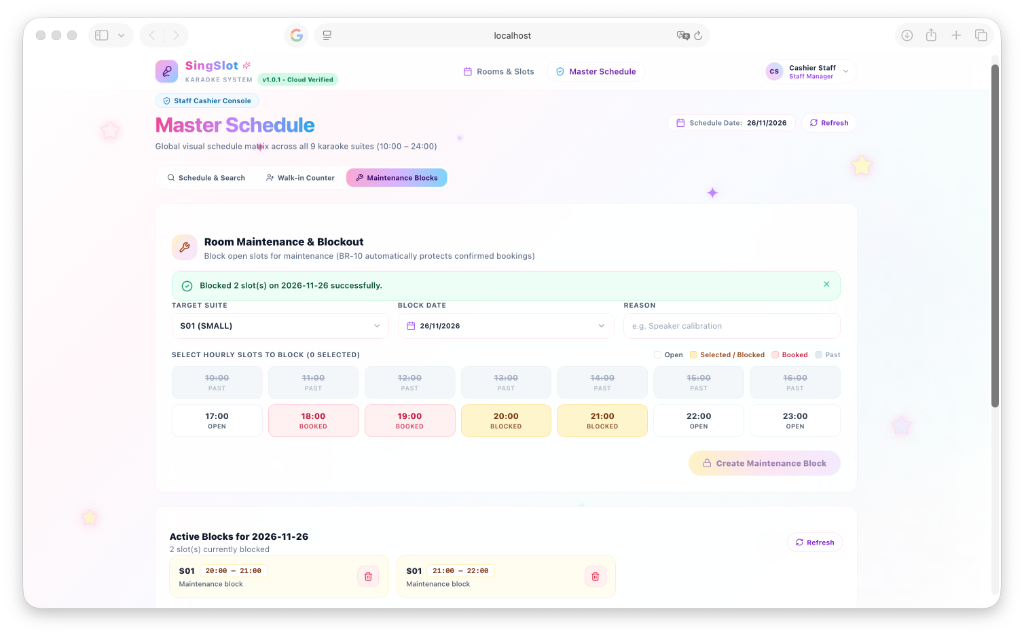 localhost
SingSlot
KARAOKE SYSTEM
v1.0.1 • Cloud Verified
Rooms & Slots
Master Schedule
CS
Cashier Staff
Staff Manager
Staff Cashier Console
Master Schedule
Schedule Date: 26/11/2026
Refresh
Global visual schedule matrix across all 9 karaoke suites (10:00 – 24:00)
Schedule & Search
Walk-in Counter
Maintenance Blocks
Room Maintenance & Blockout
Block open slots for maintenance (BR-10 automatically protects confirmed bookings)
Blocked 2 slot(s) on 2026-11-26 successfully.
TARGET SUITE
BLOCK DATE
REASON
S01 (SMALL)
26/11/2026
e.g. Speaker calibration
SELECT HOURLY SLOTS TO BLOCK (0 SELECTED)
Open
Selected / Blocked
Booked
Past
10:00
PAST
11:00
PAST
12:00
PAST
13:00
PAST
14:00
PAST
15:00
PAST
16:00
PAST
17:00
OPEN
18:00
BOOKED
19:00
BOOKED
20:00
BLOCKED
21:00
BLOCKED
22:00
OPEN
23:00
OPEN
Create Maintenance Block
Active Blocks for 2026-11-26
2 slot(s) currently blocked
Refresh
S01 20:00 – 21:00
Maintenance block
S01 21:00 – 22:00
Maintenance block